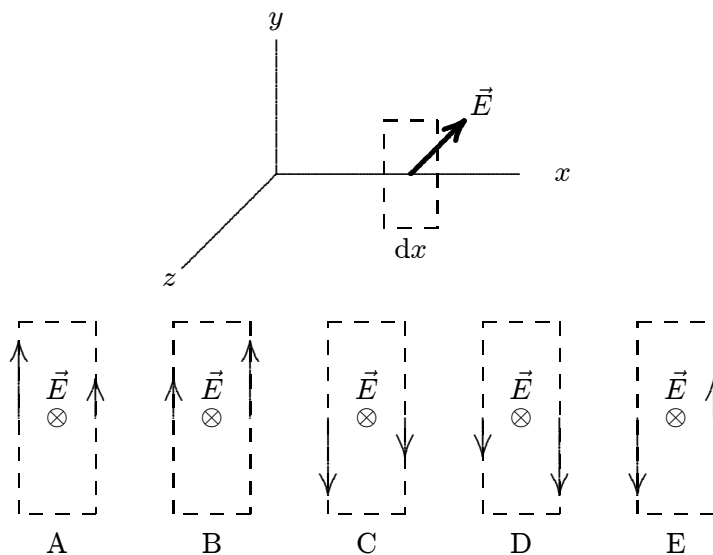 y
E⃗
x
dx
z
E⃗ E⃗ E⃗ E⃗ E⃗
⊗ ⊗ ⊗ ⊗ ⊗
A B C D E